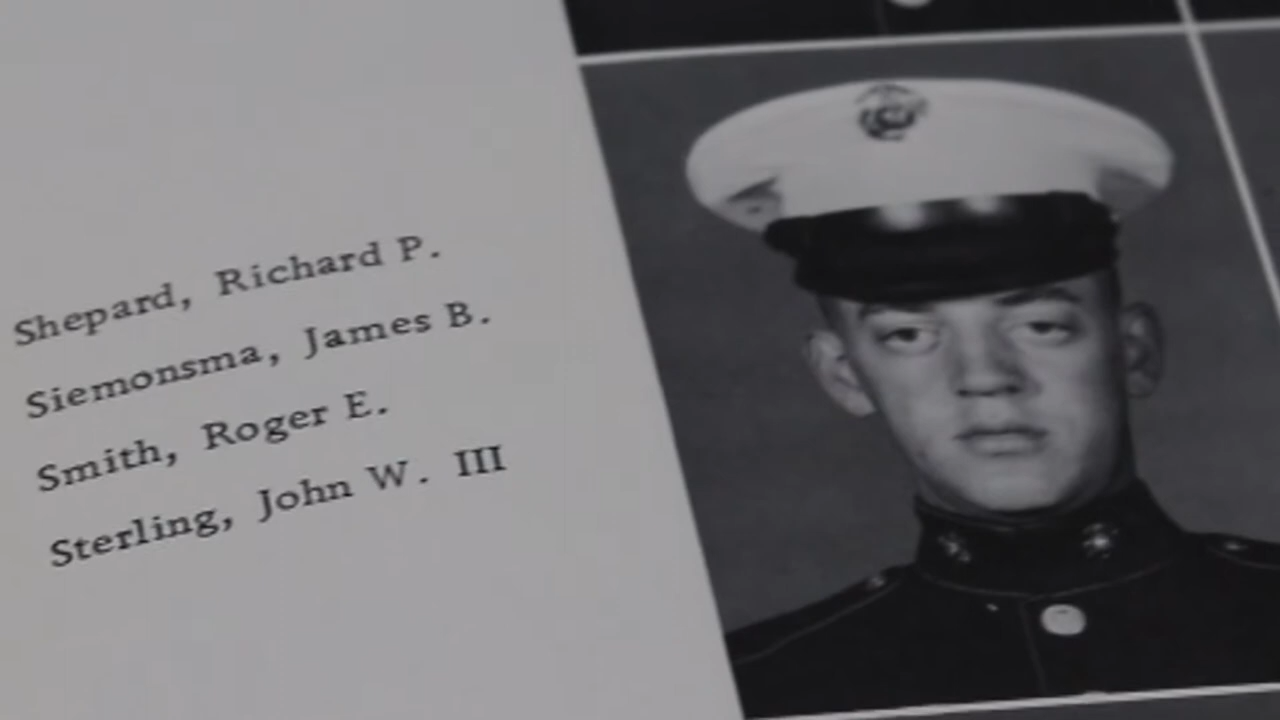 Shepard, Richard P.
Siemonsma, James B.
Smith, Roger E.
Sterling, John W. III